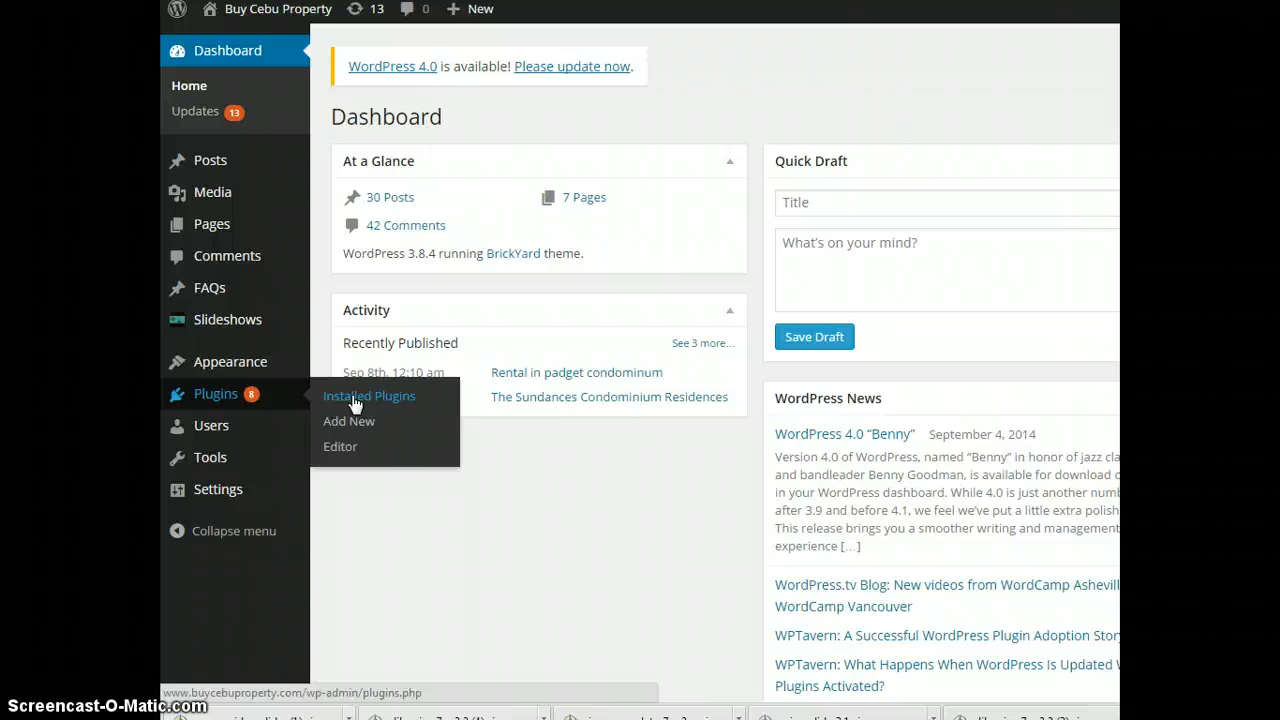 Buy Cebu Property 13 0 New
Dashboard
Home
Updates 13
Posts
Media
Pages
Comments
FAQs
Slideshows
Appearance
Plugins 8
Users
Tools
Settings
Collapse menu
Installed Plugins
Add New
Editor
WordPress 4.0 is available! Please update now.
Dashboard
At a Glance
30 Posts 7 Pages
42 Comments
WordPress 3.8.4 running BrickYard theme.
Activity
Recently Published See 3 more…
Sep 8th, 12:10 am Rental in padget condominium
The Sundances Condominium Residences
Quick Draft
Title
What's on your mind?
Save Draft
WordPress News
WordPress 4.0 “Benny” September 4, 2014
Version 4.0 of WordPress, named “Benny” in honor of jazz cla
and bandleader Benny Goodman, is available for download o
in your WordPress dashboard. While 4.0 is just another numb
after 3.9 and before 4.1, we feel we’ve put a little extra polish
This release brings you a smoother writing and management
experience […]
WordPress.tv Blog: New videos from WordCamp Ashevill
WordCamp Vancouver
WPTavern: A Successful WordPress Plugin Adoption Story
WPTavern: What Happens When WordPress Is Updated W
Plugins Activated?
www.buycebuproperty.com/wp-admin/plugins.php
Screencast-O-Matic.com